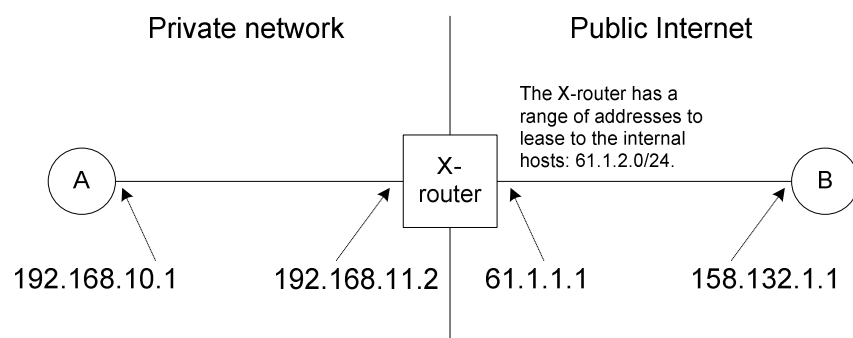 Private network
Public Internet
The X-router has a
range of addresses to
lease to the internal
hosts: 61.1.2.0/24.
A
X-
router
B
192.168.10.1
192.168.11.2
61.1.1.1
158.132.1.1